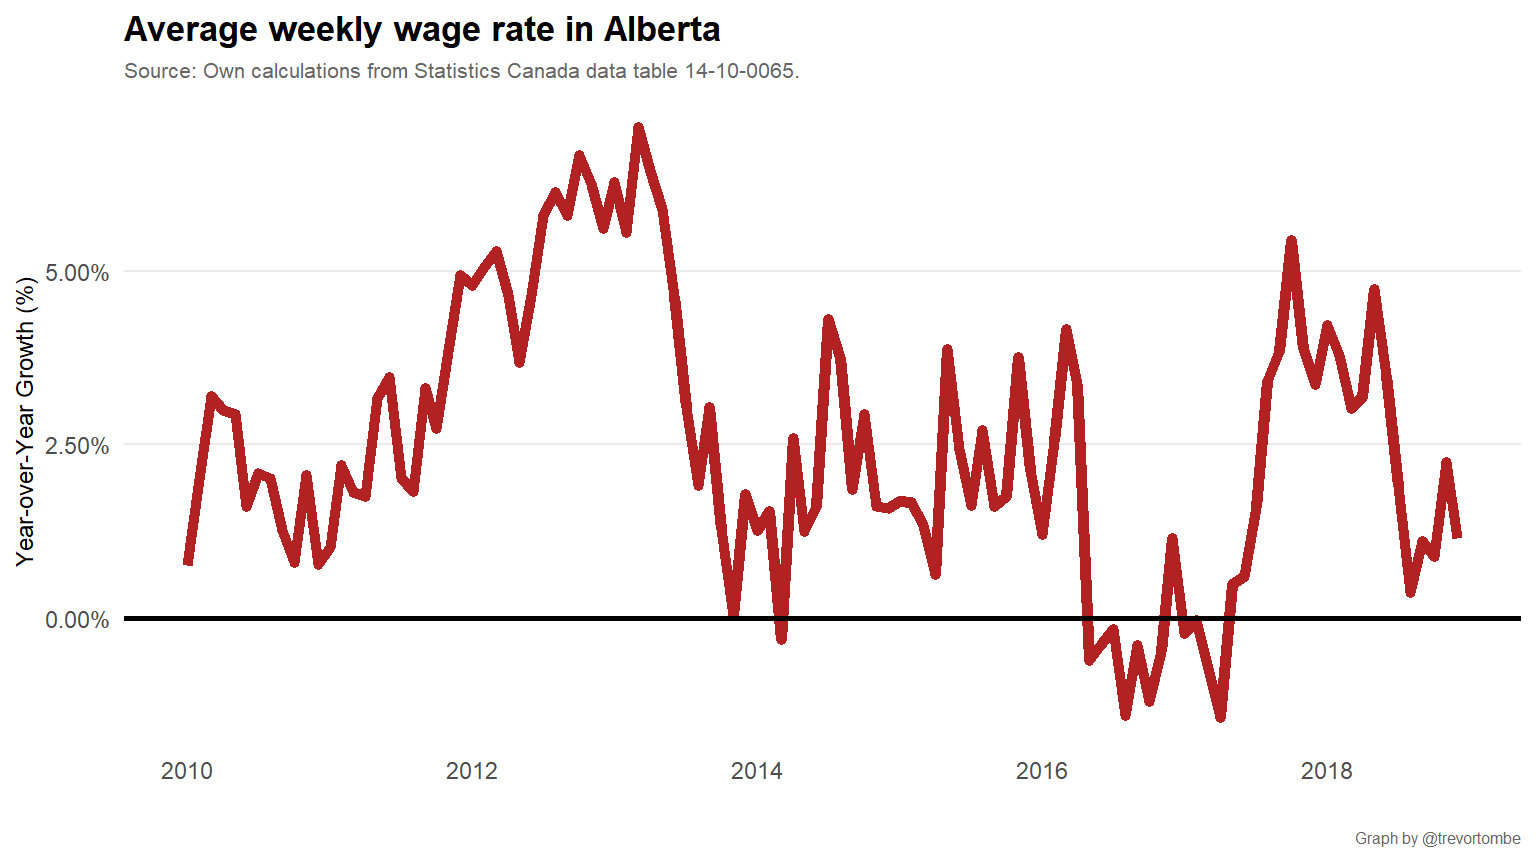 Average weekly wage rate in Alberta
Source: Own calculations from Statistics Canada data table 14-10-0065.
Year-over-Year Growth (%)
5.00%
2.50%
0.00%
2010 2012 2014 2016 2018
Graph by @trevortombe